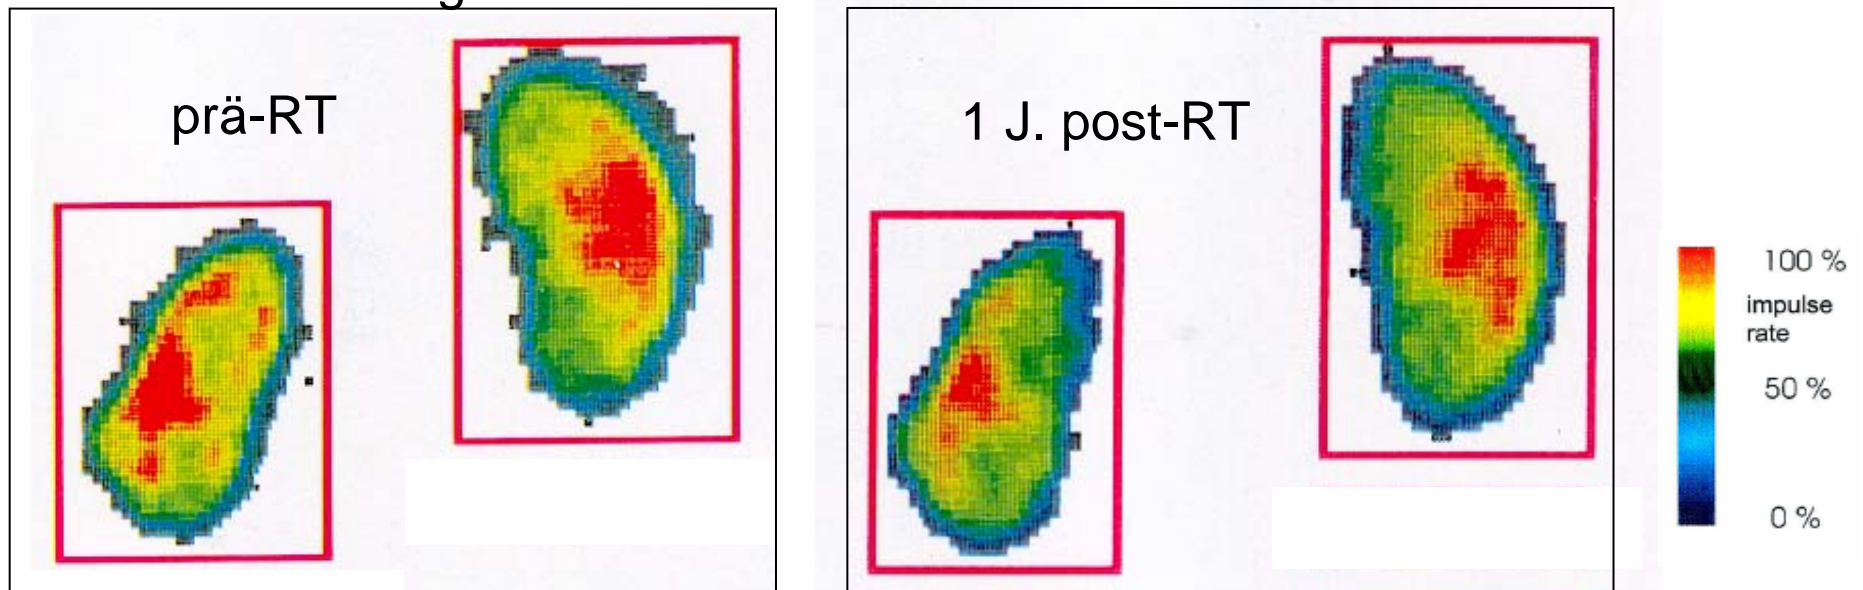 g
prä-RT
1 J. post-RT
100 %
impulse
rate
50 %
0 %